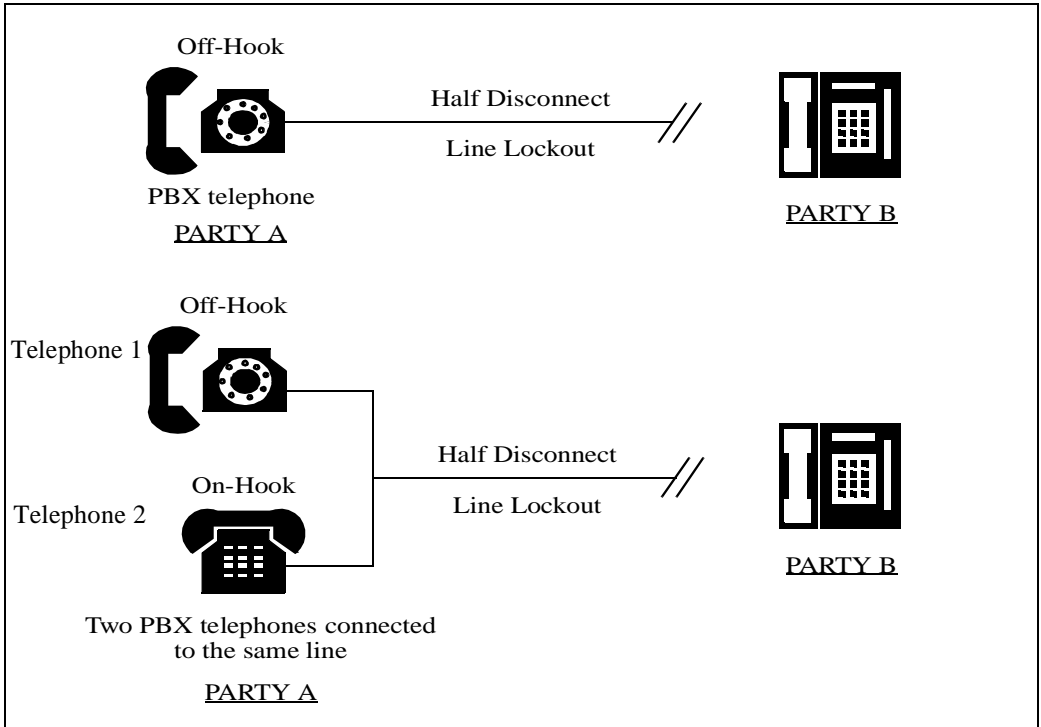 Off-Hook
Half Disconnect
Line Lockout
PBX telephone
PARTY A
PARTY B
Off-Hook
Telephone 1
Half Disconnect
Line Lockout
On-Hook
Telephone 2
Two PBX telephones connected
to the same line
PARTY A
PARTY B